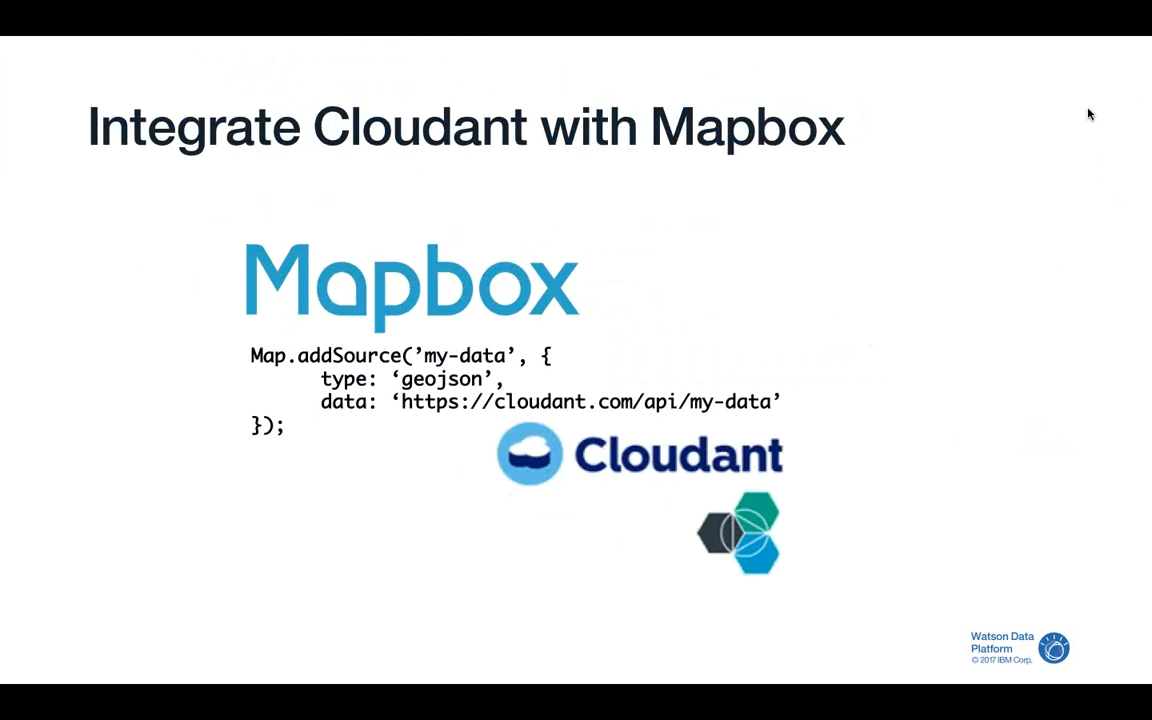 Integrate Cloudant with Mapbox
Mapbox
Map.addSource(’my-data’, {
type: ‘geojson’,
data: ‘https://cloudant.com/api/my-data’
});
Cloudant
Watson Data
Platform
© 2017 IBM Corp.